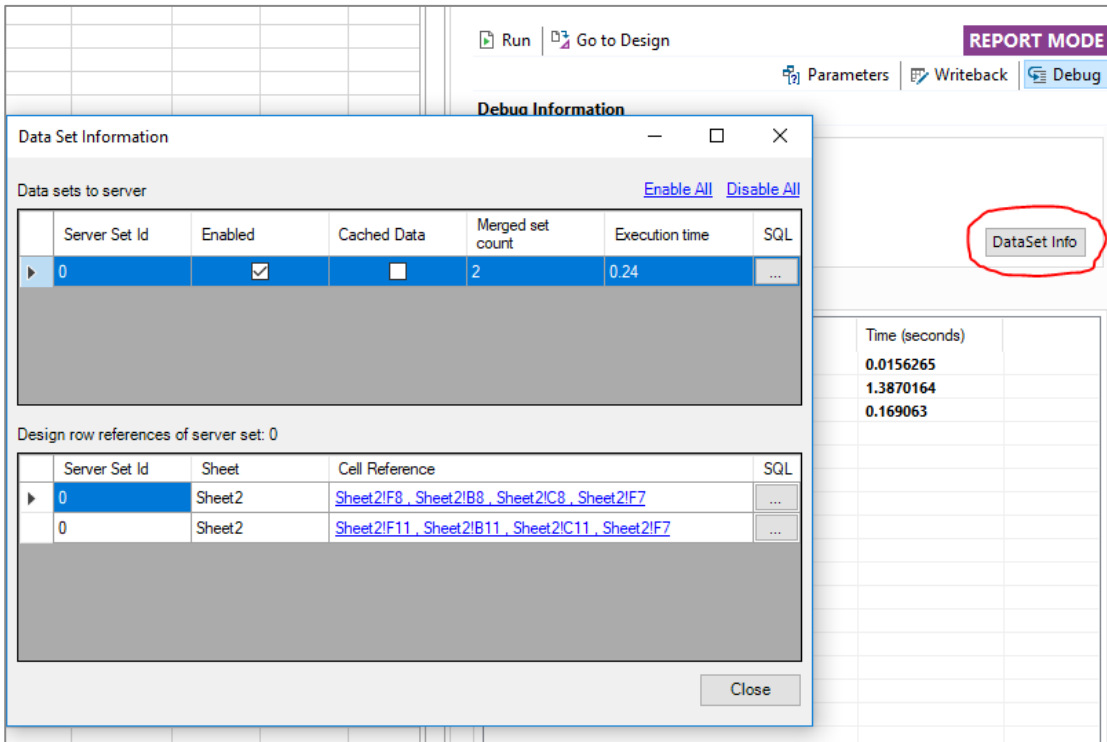 Run Go to Design REPORT MODE
Parameters Writeback Debug
Debug Information
Data Set Information
Data sets to server Enable All Disable All
Server Set Id Enabled Cached Data Merged set count Execution time SQL
0 2 0.24 ...
DataSet Info
Time (seconds)
0.0156265
1.3870164
0.169063
Design row references of server set: 0
Server Set Id Sheet Cell Reference SQL
0 Sheet2 Sheet2!F8 , Sheet2!B8 , Sheet2!C8 , Sheet2!F7 ...
0 Sheet2 Sheet2!F11 , Sheet2!B11 , Sheet2!C11 , Sheet2!F7 ...
Close